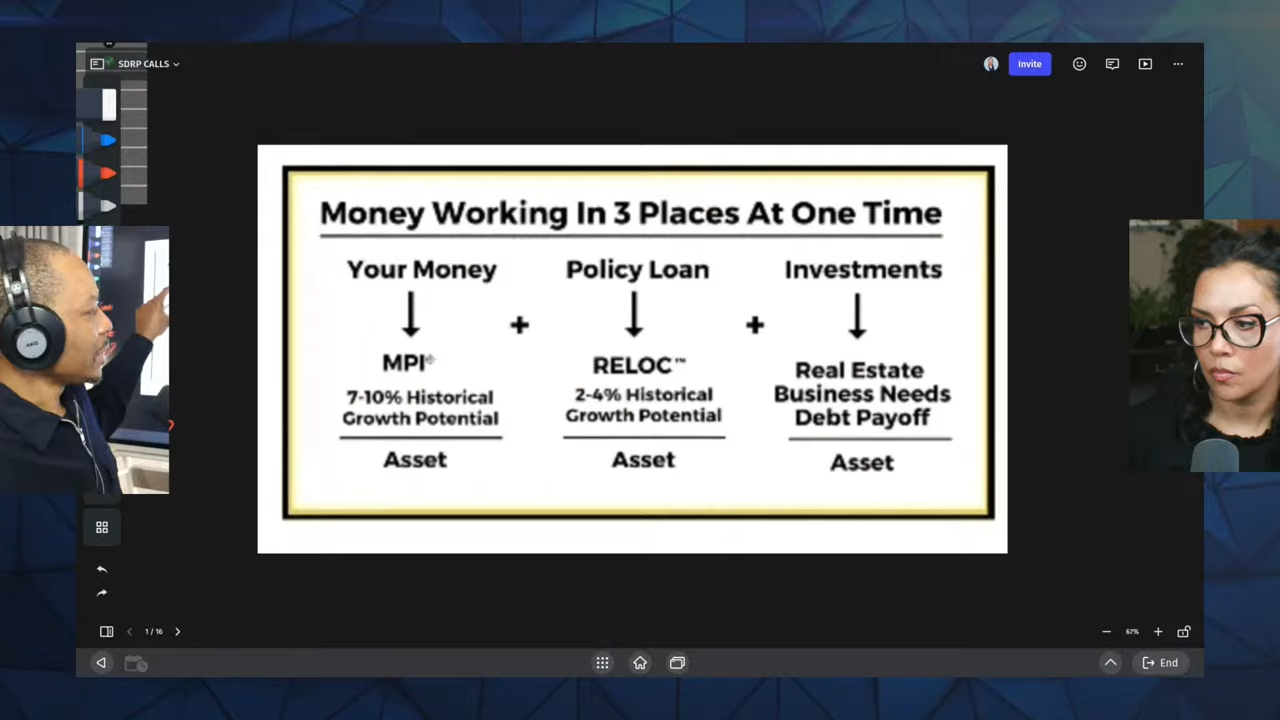 SDRP CALLS
Invite
Money Working In 3 Places At One Time
Your Money
Policy Loan
Investments
+
+
MPI®
7-10% Historical
Growth Potential
Asset
RELOC™
2-4% Historical
Growth Potential
Asset
Real Estate
Business Needs
Debt Payoff
Asset
1 / 16
67%
End